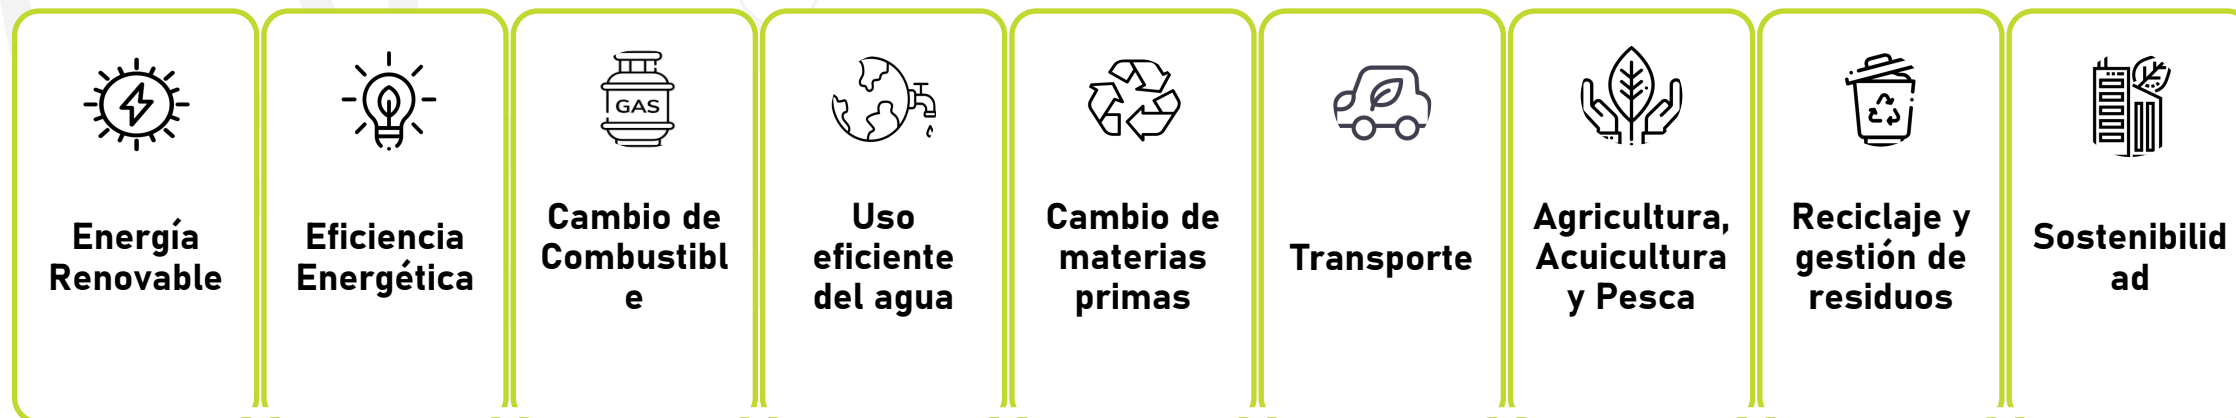 GAS
Energía
Renovable
Eficiencia
Energética
Cambio de
Combustibl
e
Uso
eficiente
del agua
Cambio de
materias
primas
Transporte
Agricultura,
Acuicultura
y Pesca
Reciclaje y
gestión de
residuos
Sostenibilid
ad